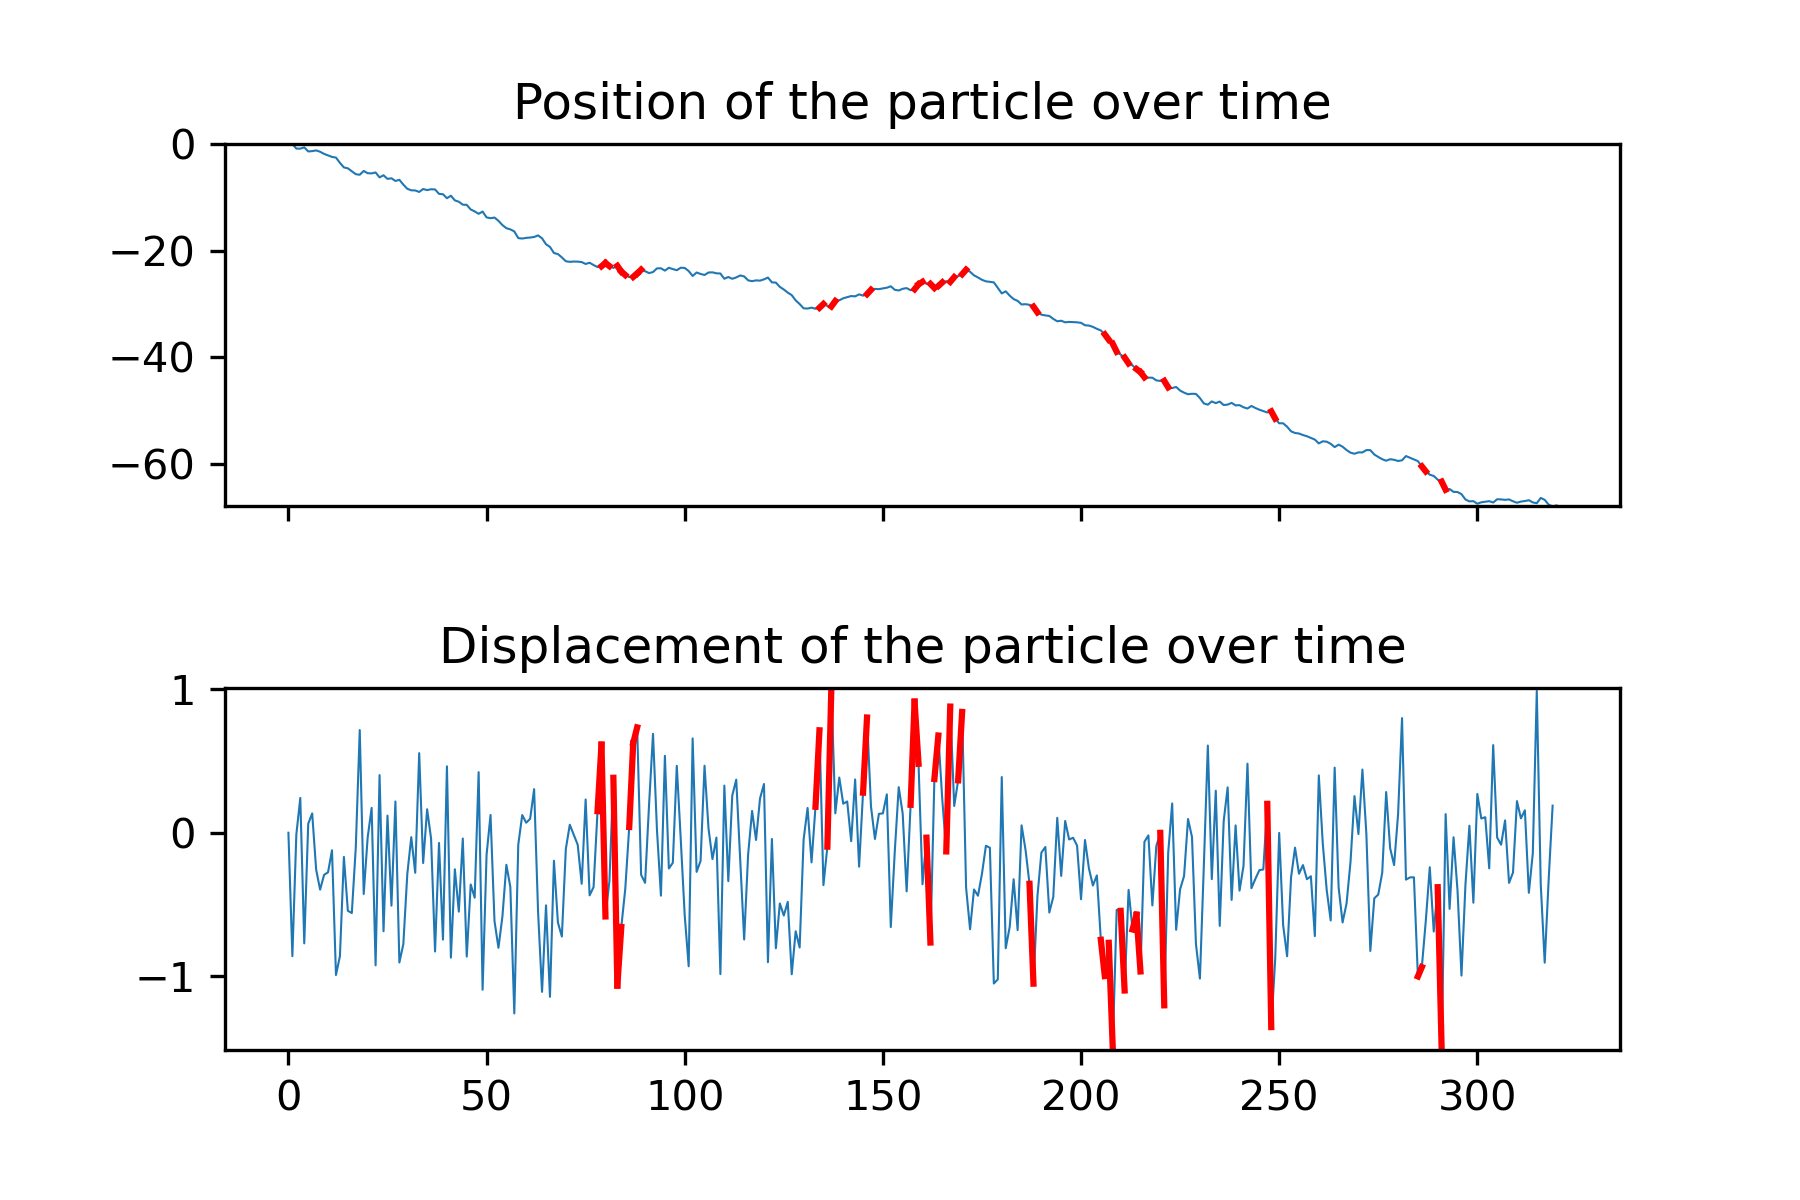 Position of the particle over time
0
−20
−40
−60
Displacement of the particle over time
1
0
−1
0 50 100 150 200 250 300